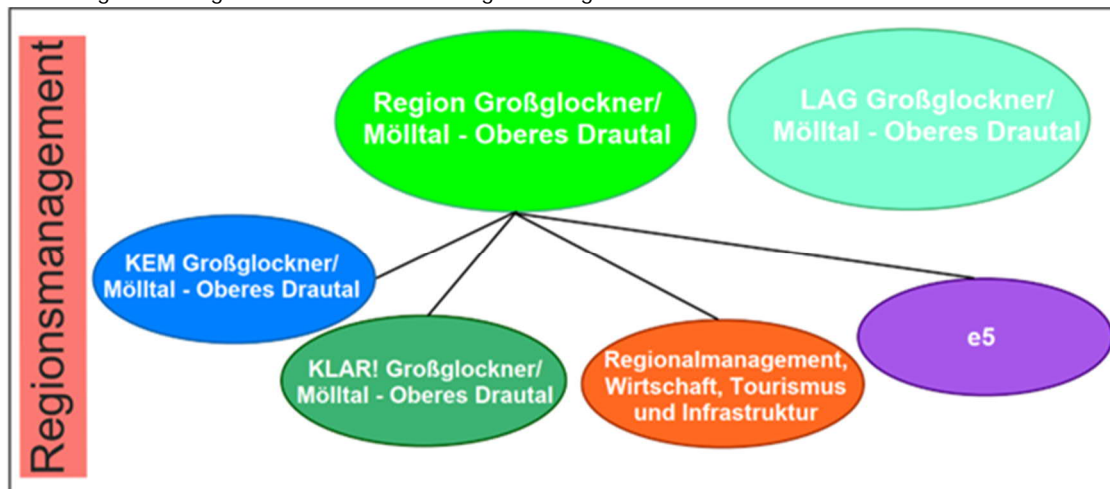 Regionsmanagement
Region Großglockner/
Mölltal - Oberes Drautal
LAG Großglockner/
Mölltal - Oberes Drautal
KEM Großglockner/
Mölltal - Oberes Drautal
KLAR! Großglockner/
Mölltal - Oberes Drautal
Regionalmanagement,
Wirtschaft, Tourismus
und Infrastruktur
e5